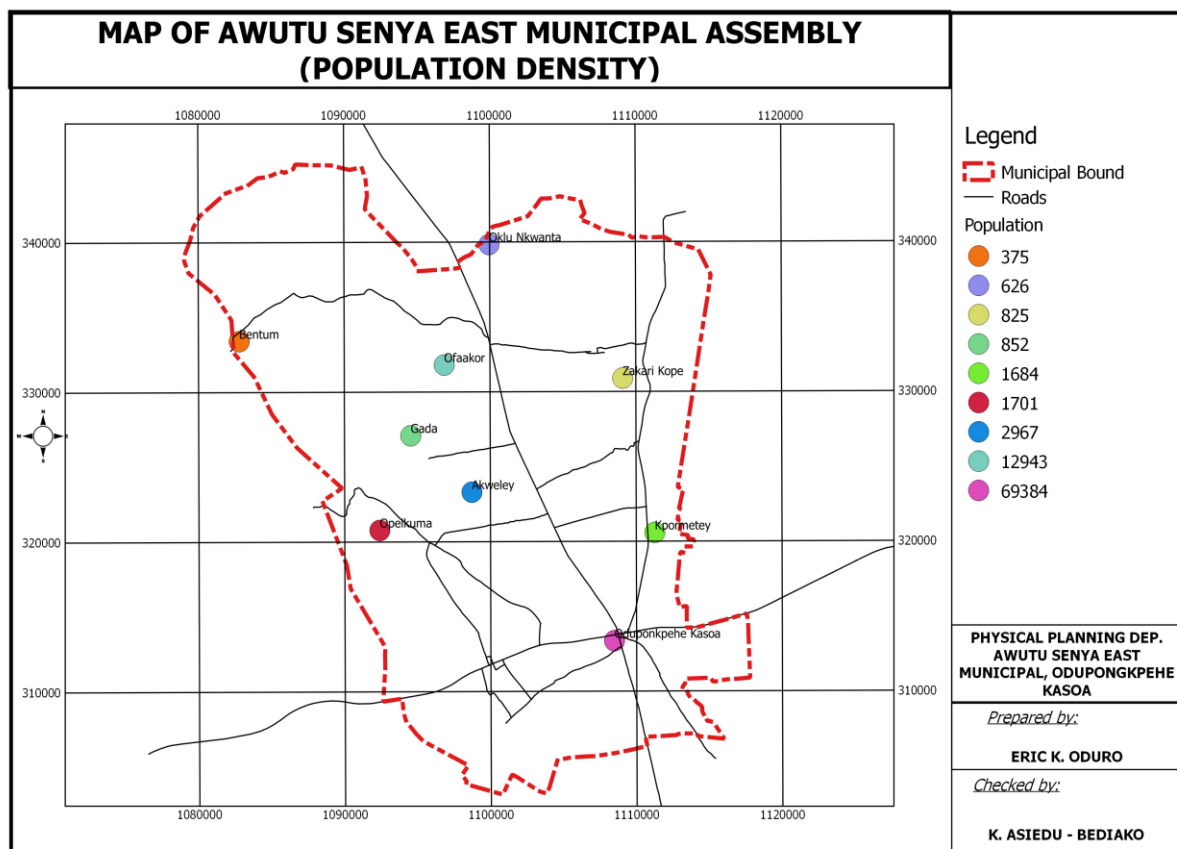 MAP OF AWUTU SENYA EAST MUNICIPAL ASSEMBLY
(POPULATION DENSITY)
1080000
1090000
1100000
1110000
1120000
340000
340000
330000
330000
320000
320000
310000
310000
Oklu Nkwanta
Bentum
Ofaakor
Zakari Kope
Gada
Akweley
Opeikuma
Kpormetey
Oduponkpehe Kasoa
N
W
E
S
1080000
1090000
1100000
1110000
1120000
Legend
Municipal Bound
Roads
Population
375
626
825
852
1684
1701
2967
12943
69384
PHYSICAL PLANNING DEP.
AWUTU SENYA EAST
MUNICIPAL, ODUPONGKPEHE
KASOA
Prepared by:
ERIC K. ODURO
Checked by:
K. ASIEDU - BEDIAKO